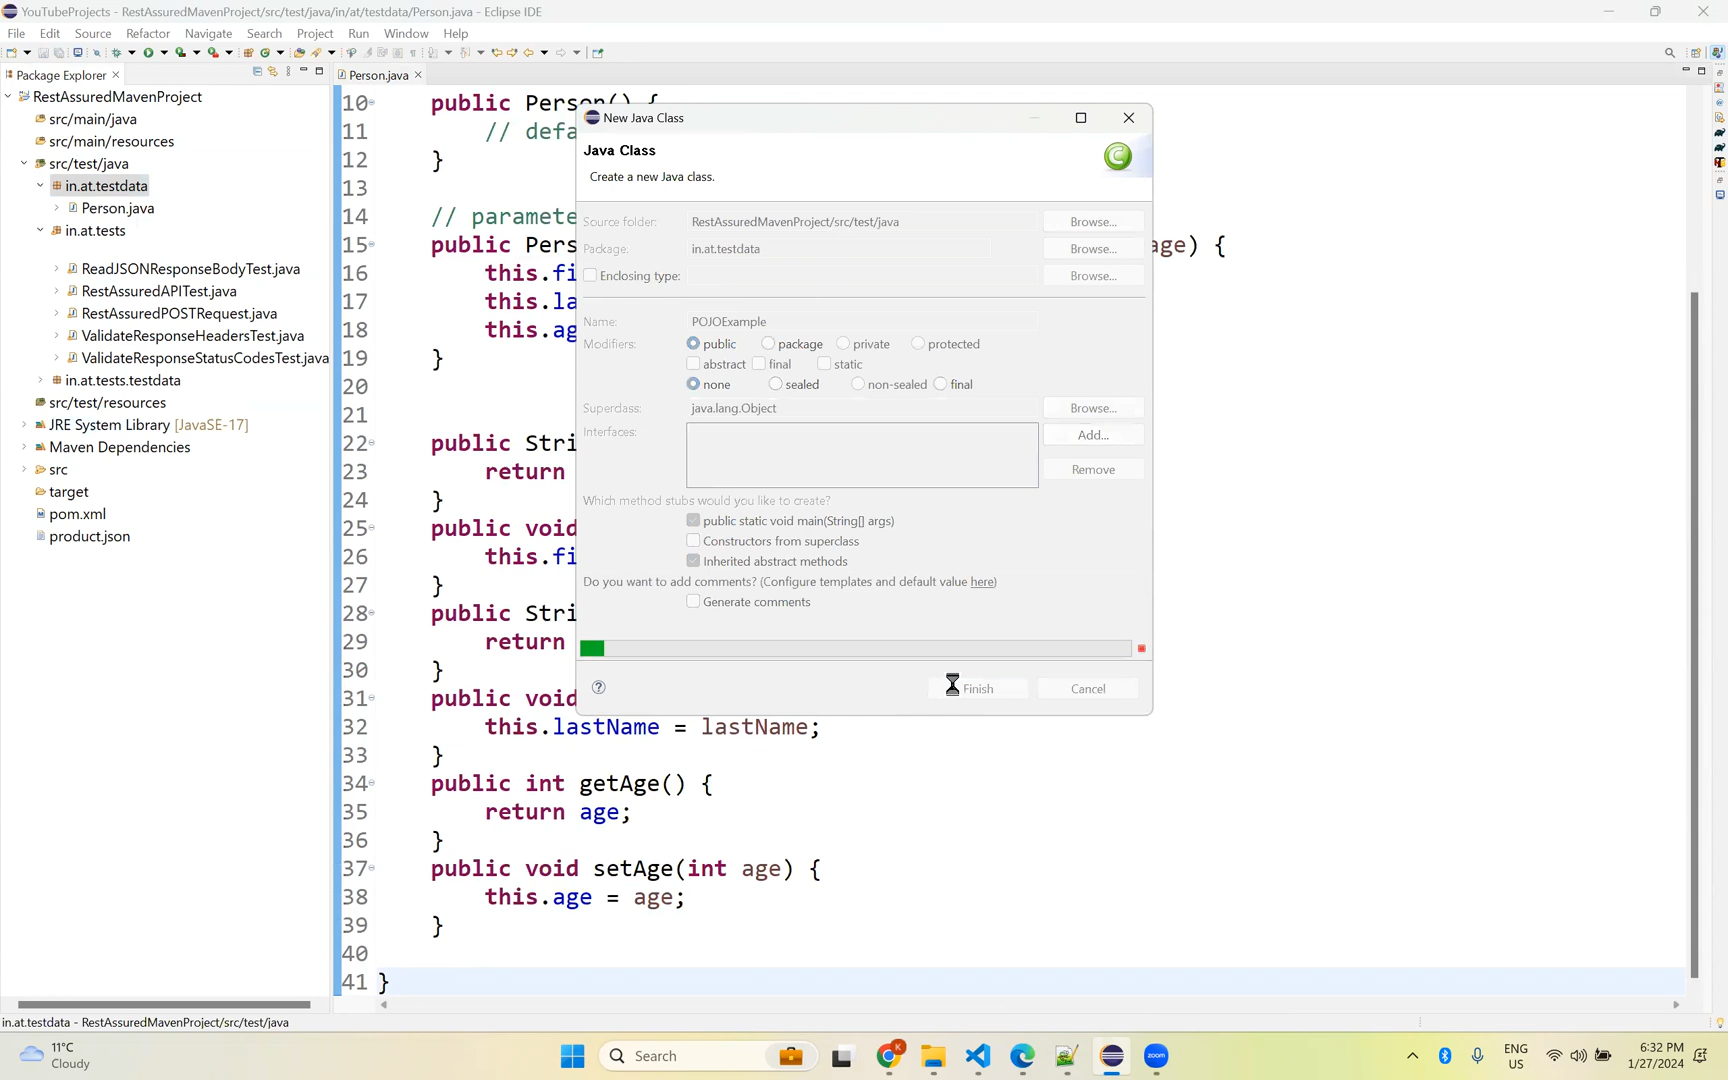 YouTubeProjects - RestAssuredMavenProject/src/test/java/in/at/testdata/Person.java - Eclipse IDE
File Edit Source Refactor Navigate Search Project Run Window Help
Package Explorer
Person.java
RestAssuredMavenProject
src/main/java
src/main/resources
src/test/java
in.at.testdata
Person.java
in.at.tests
ReadJSONResponseBodyTest.java
RestAssuredAPITest.java
RestAssuredPOSTRequest.java
ValidateResponseHeadersTest.java
ValidateResponseStatusCodesTest.java
in.at.tests.testdata
src/test/resources
JRE System Library [JavaSE-17]
Maven Dependencies
src
target
pom.xml
product.json
10 public Person() {
11 // defa
12 }
13
14 // paramete
15 public Pers age) {
16 this.fi
17 this.la
18 this.ag
19 }
20
21
22 public Stri
23 return
24 }
25 public void
26 this.fi
27 }
28 public Stri
29 return
30 }
31 public void
32 this.lastName = lastName;
33 }
34 public int getAge() {
35 return age;
36 }
37 public void setAge(int age) {
38 this.age = age;
39 }
40
41 }
New Java Class
Java Class
Create a new Java class.
Source folder: RestAssuredMavenProject/src/test/java Browse...
Package: in.at.testdata Browse...
Enclosing type: Browse...
Name: POJOExample
Modifiers: public package private protected
abstract final static
none sealed non-sealed final
Superclass: java.lang.Object Browse...
Interfaces: Add...
Remove
Which method stubs would you like to create?
public static void main(String[] args)
Constructors from superclass
Inherited abstract methods
Do you want to add comments? (Configure templates and default value here)
Generate comments
Finish Cancel
in.at.testdata - RestAssuredMavenProject/src/test/java
11°C
Cloudy
Search
zoom
ENG
US
6:32 PM
1/27/2024